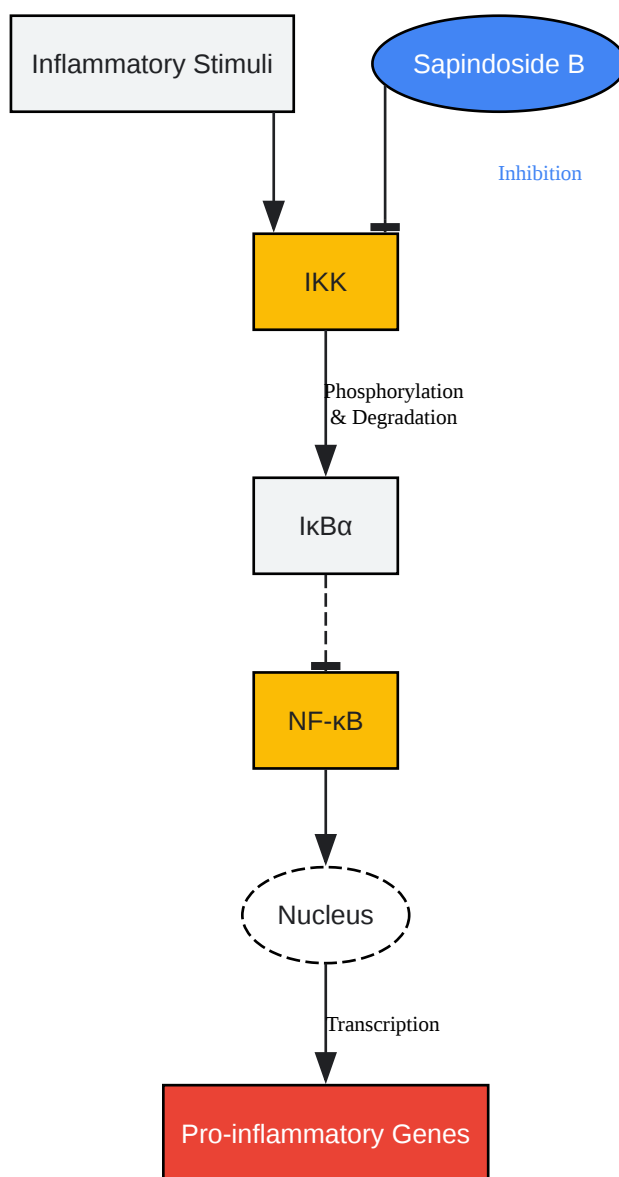 Inflammatory Stimuli
Sapindoside B
Inhibition
IKK
Phosphorylation
& Degradation
IκBα
NF-κB
Nucleus
Transcription
Pro-inflammatory Genes